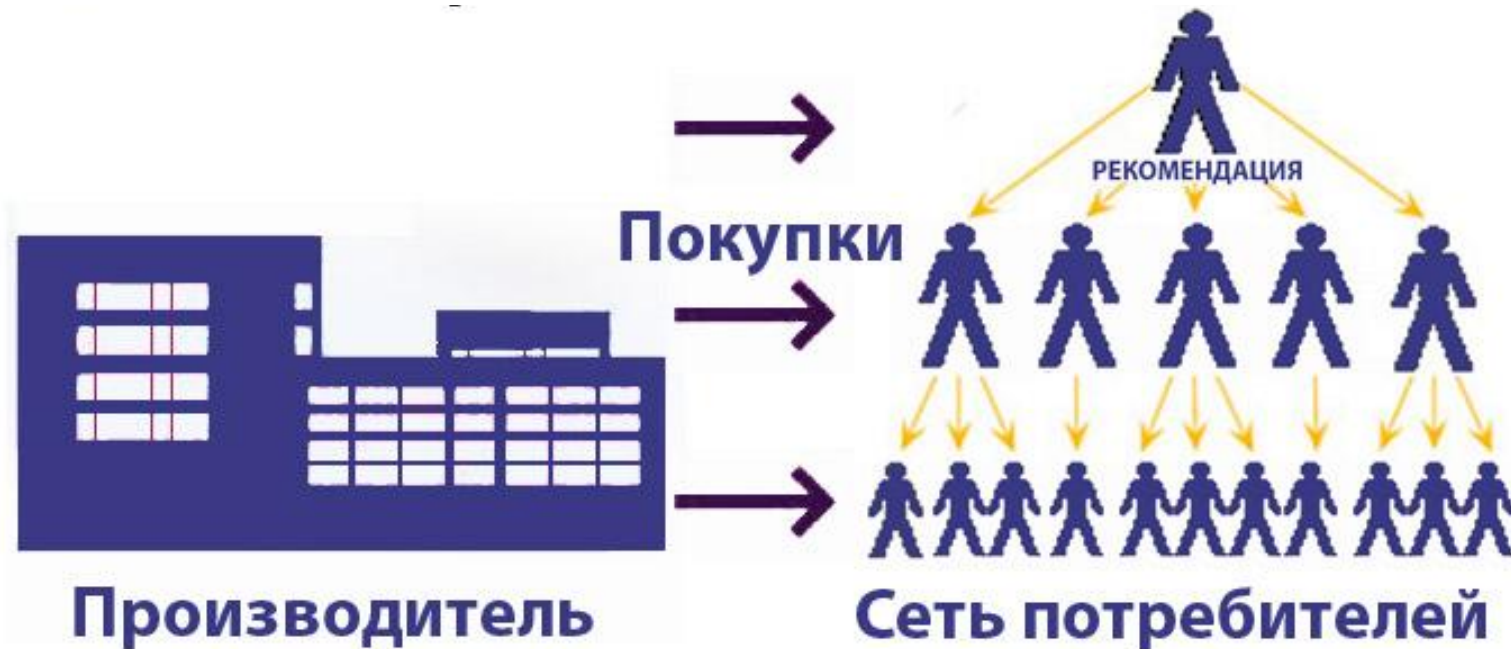 РЕКОМЕНДАЦИЯ
Покупки
Производитель
Сеть потребителей